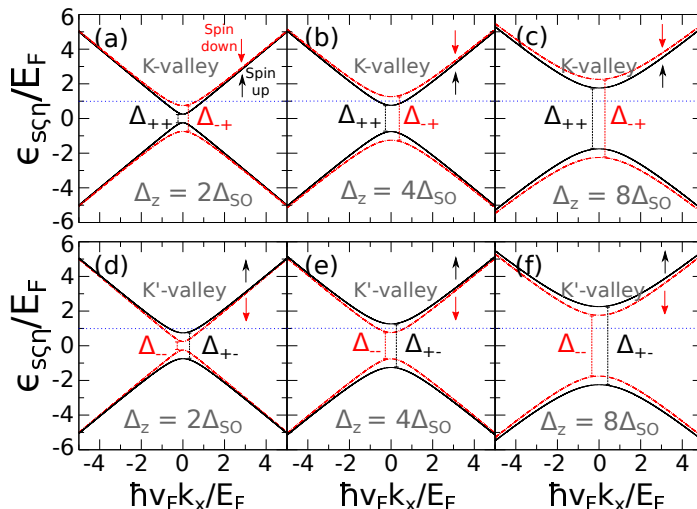 ϵsςη/EF
6
4
2
0
-2
-4
-6
(a)
K-valley
Spin down
Spin up
Δ++
Δ-+
Δz = 2ΔSO
(b)
K-valley
Δ++
Δ-+
Δz = 4ΔSO
(c)
K-valley
Δ++
Δ-+
Δz = 8ΔSO
ϵsςη/EF
6
4
2
0
-2
-4
-6
(d)
K'-valley
Δ--
Δ+-
Δz = 2ΔSO
(e)
K'-valley
Δ--
Δ+-
Δz = 4ΔSO
(f)
K'-valley
Δ--
Δ+-
Δz = 8ΔSO
-4 -2 0 2 4
-4 -2 0 2 4
-4 -2 0 2 4
ħvFkx/EF
ħvFkx/EF
ħvFkx/EF